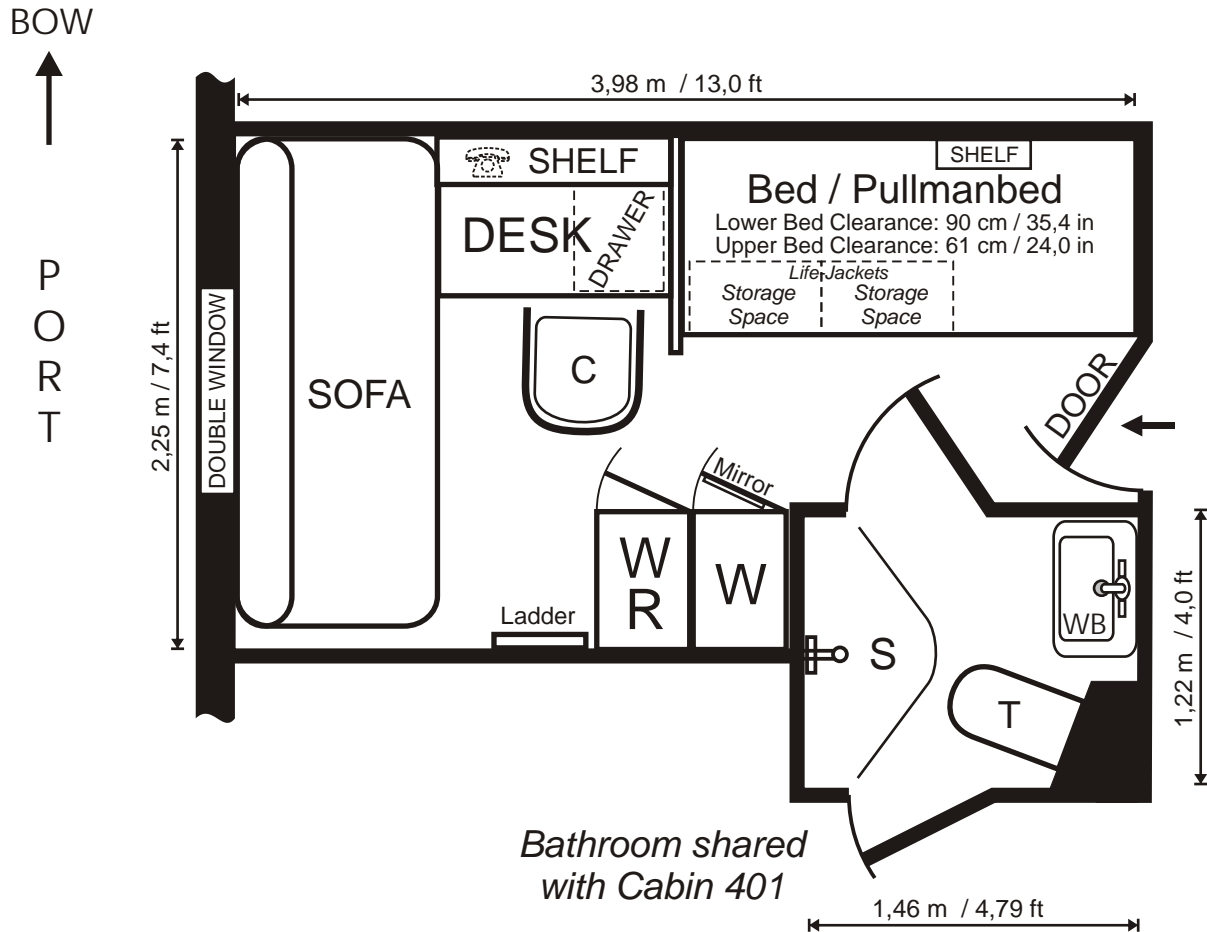 BOW
3,98 m / 13,0 ft
SHELF
SHELF
Bed / Pullmanbed
Lower Bed Clearance: 90 cm / 35,4 in
Upper Bed Clearance: 61 cm / 24,0 in
DESK
DRAWER
Life-Jackets
Storage
Space
Storage
Space
P
O
R
T
2,25 m / 7,4 ft
DOUBLE WINDOW
SOFA
C
DOOR
Mirror
W
R
W
Ladder
S
WB
T
1,22 m / 4,0 ft
Bathroom shared
with Cabin 401
1,46 m / 4,79 ft